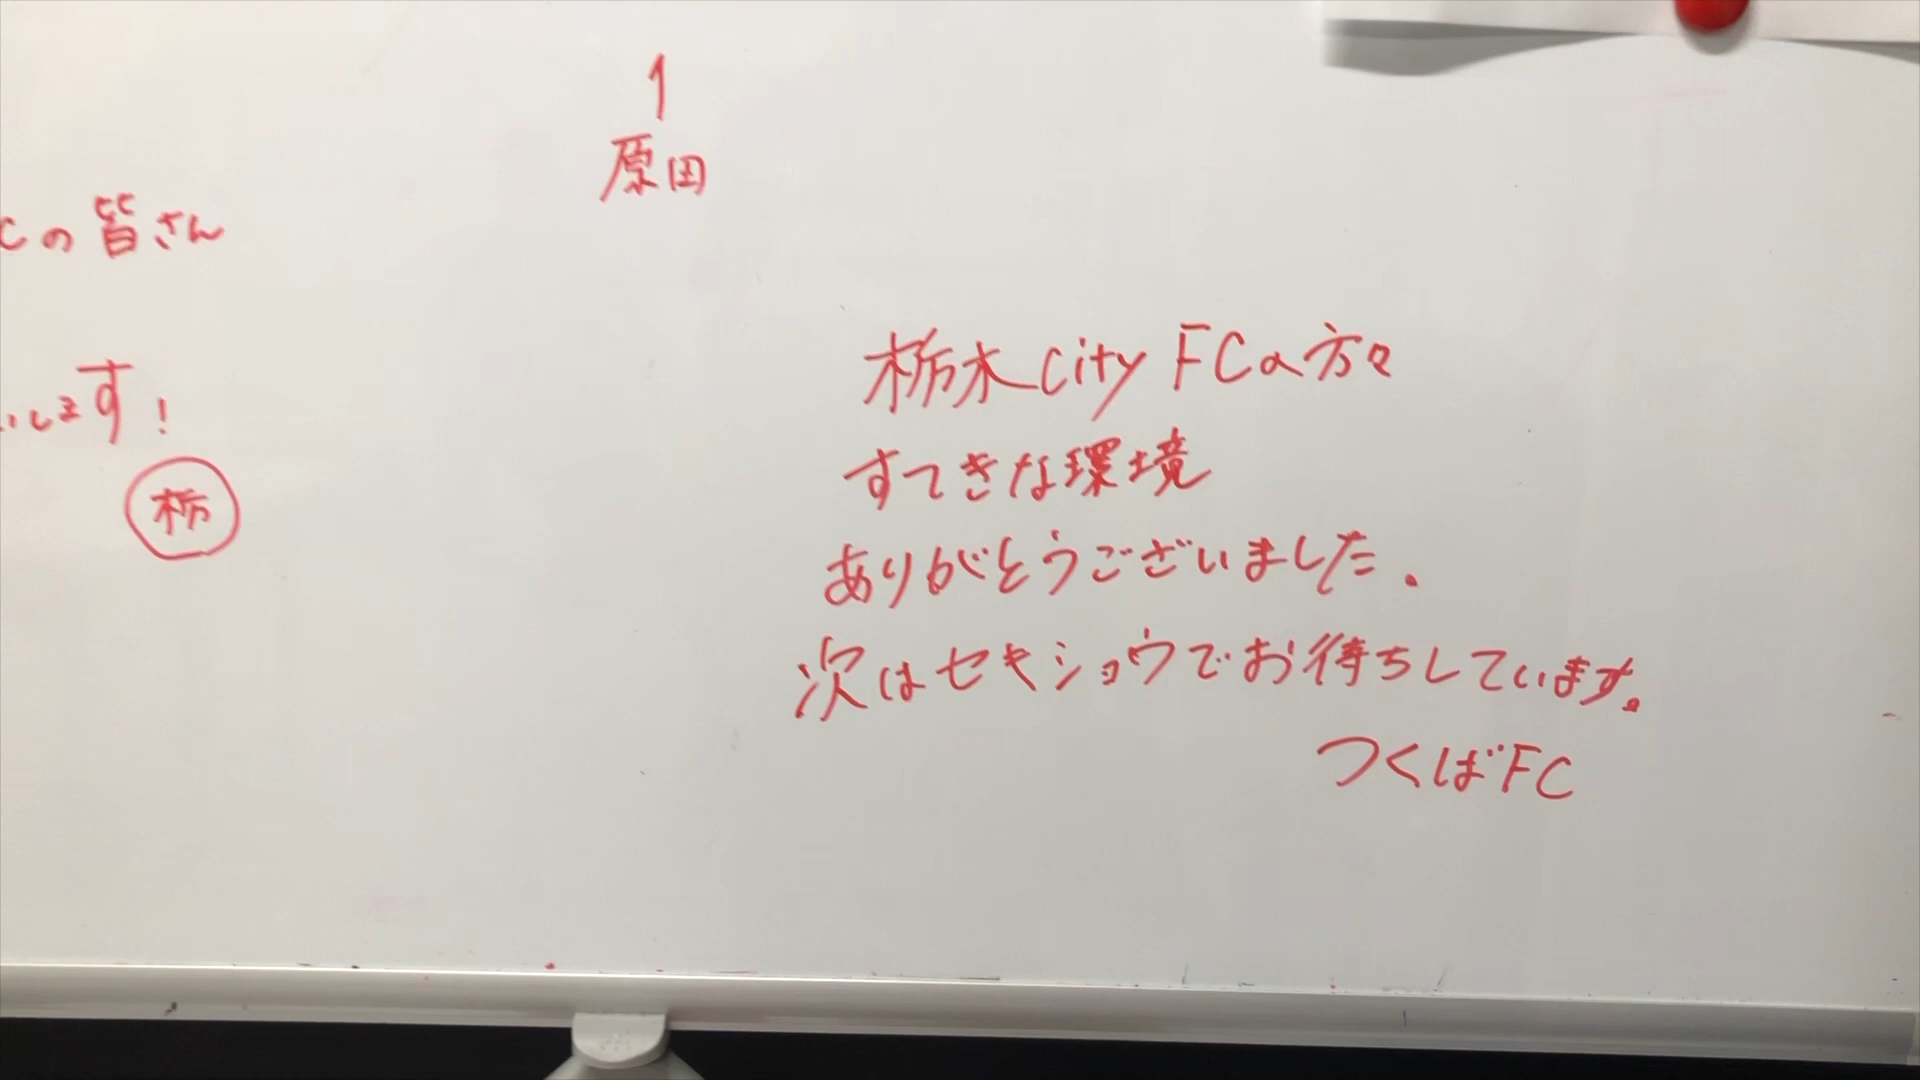 1
原田
Cの皆さん
いします!
栃
栃木City FCの方々
すてきな環境
ありがとうございました.
次はセキショウでお待ちしています。
つくばFC